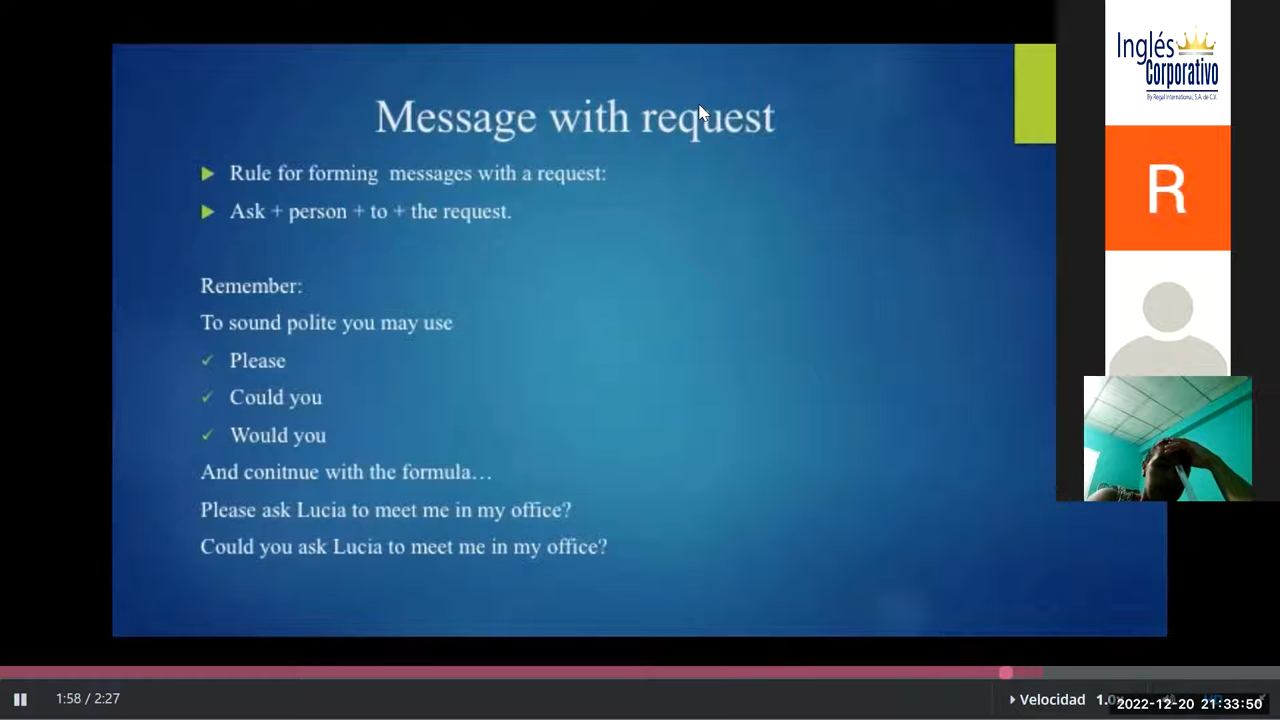 Message with request
Rule for forming messages with a request:
Ask + person + to + the request.
Remember:
To sound polite you may use
Please
Could you
Would you
And conitnue with the formula…
Please ask Lucia to meet me in my office?
Could you ask Lucia to meet me in my office?
Inglés
Corporativo
By Regal International, S.A. de C.V.
R
1:58 / 2:27
Velocidad 1.0x
2022-12-20 21:33:50